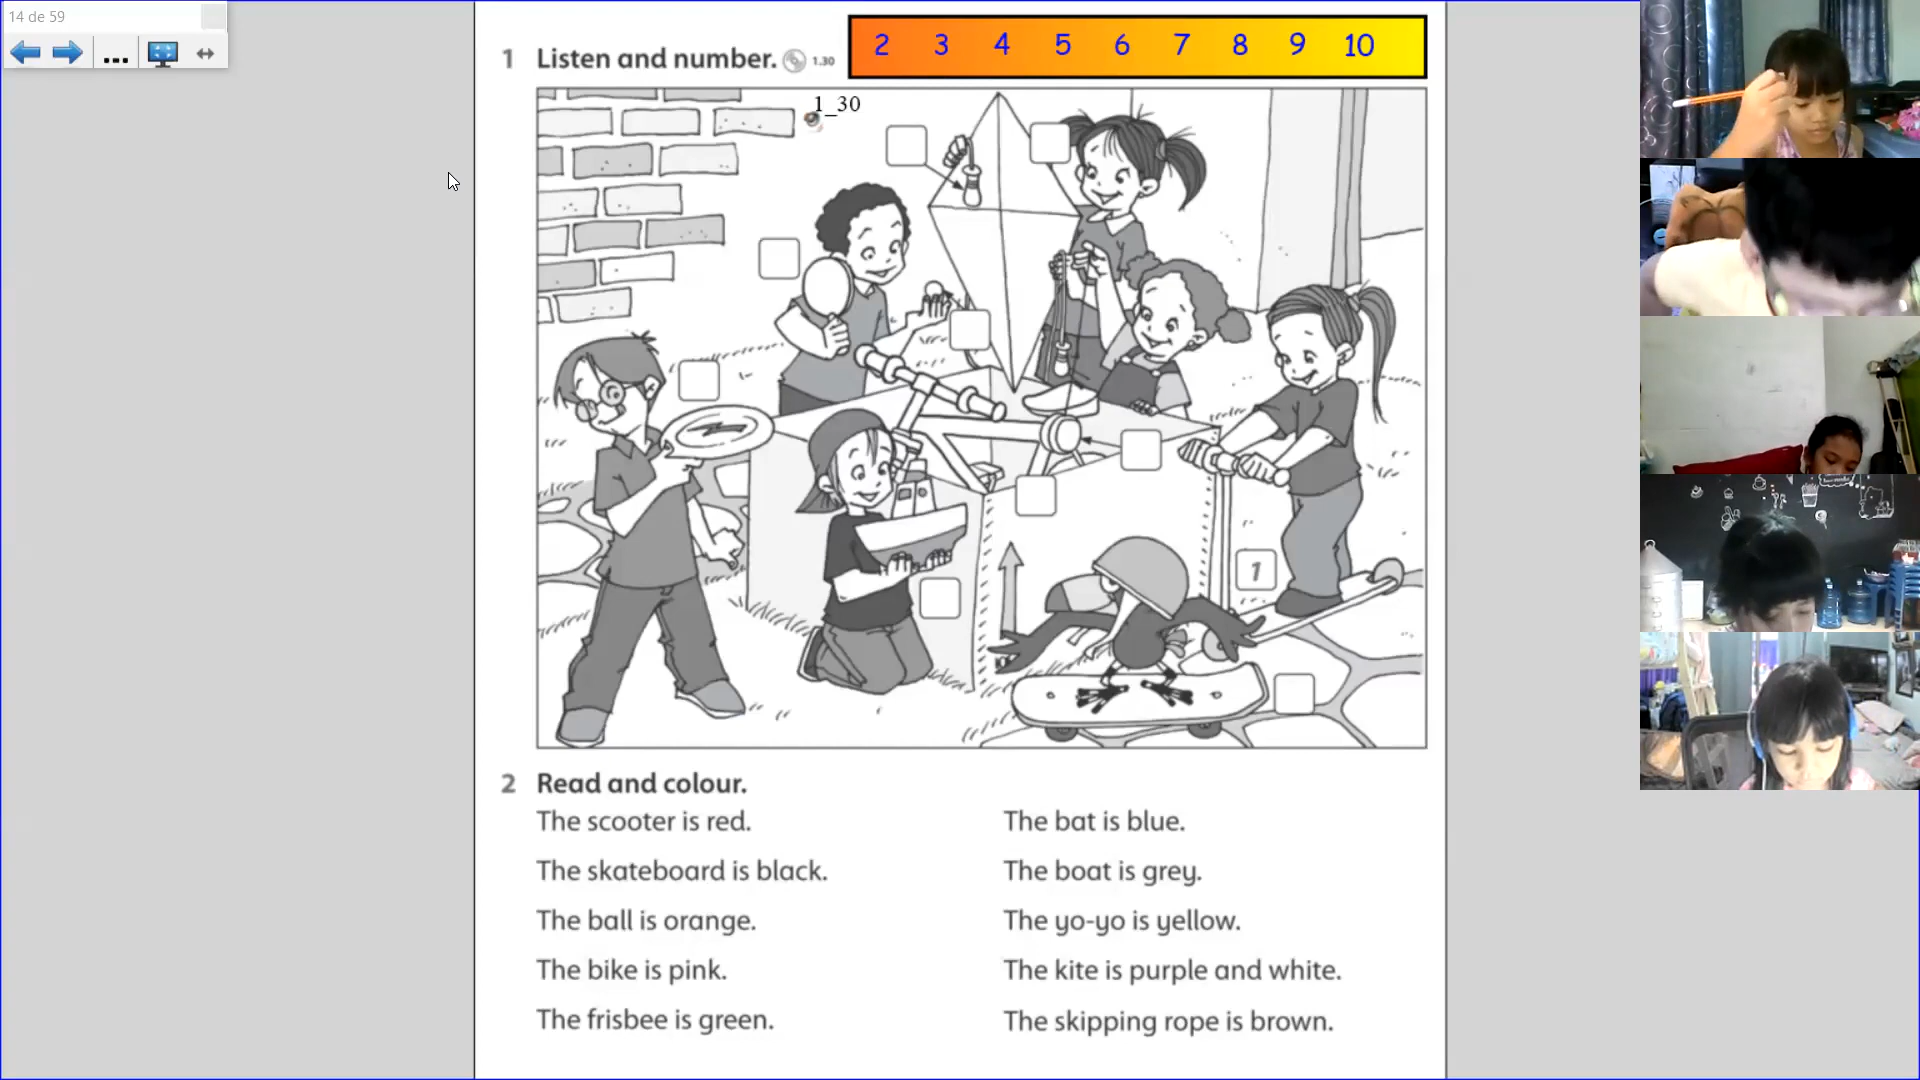 14 de 59
...
1 Listen and number. 1.30
2 3 4 5 6 7 8 9 10
1_30
1
2 Read and colour.
The scooter is red.
The skateboard is black.
The ball is orange.
The bike is pink.
The frisbee is green.
The bat is blue.
The boat is grey.
The yo-yo is yellow.
The kite is purple and white.
The skipping rope is brown.